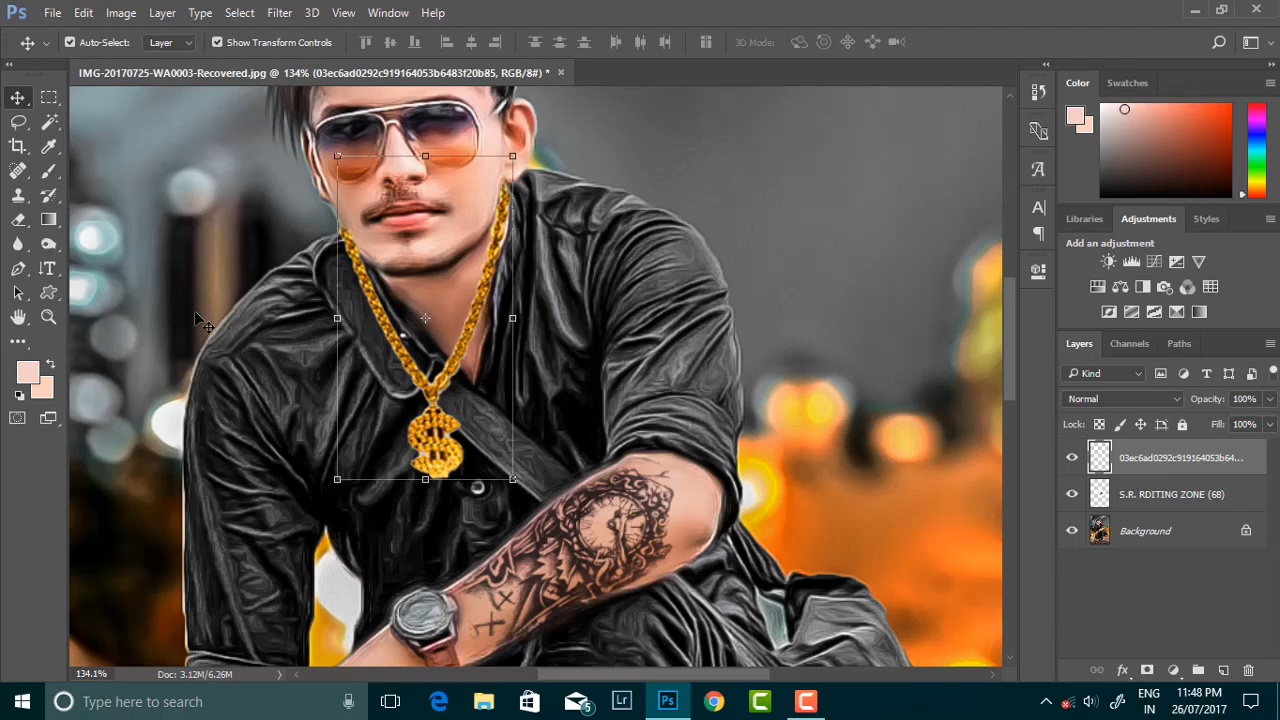 Ps File Edit Image Layer Type Select Filter 3D View Window Help
Auto-Select: Layer Show Transform Controls 3D Mode:
IMG-20170725-WA0003-Recovered.jpg @ 134% (03ec6ad0292c919164053b6483f20b85, RGB/8#) *
Color Swatches
Libraries Adjustments Styles
Add an adjustment
Layers Channels Paths
Kind
Normal Opacity: 100%
Lock: Fill: 100%
03ec6ad0292c919164053b64...
S.R. RDITING ZONE (68)
Background
134.1% Doc: 3.12M/6.26M
Type here to search
5
Lr
Ps
ENG
IN
11:48 PM
26/07/2017